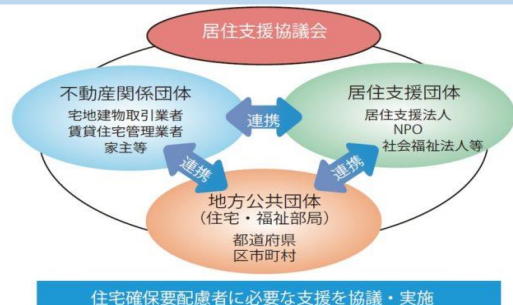 居住支援協議会
不動産関係団体
宅地建物取引業者
賃貸住宅管理業者
家主等
連携
居住支援団体
居住支援法人
NPO
社会福祉法人等
連携
連携
地方公共団体
（住宅・福祉部局）
都道府県
区市町村
住宅確保要配慮者に必要な支援を協議・実施